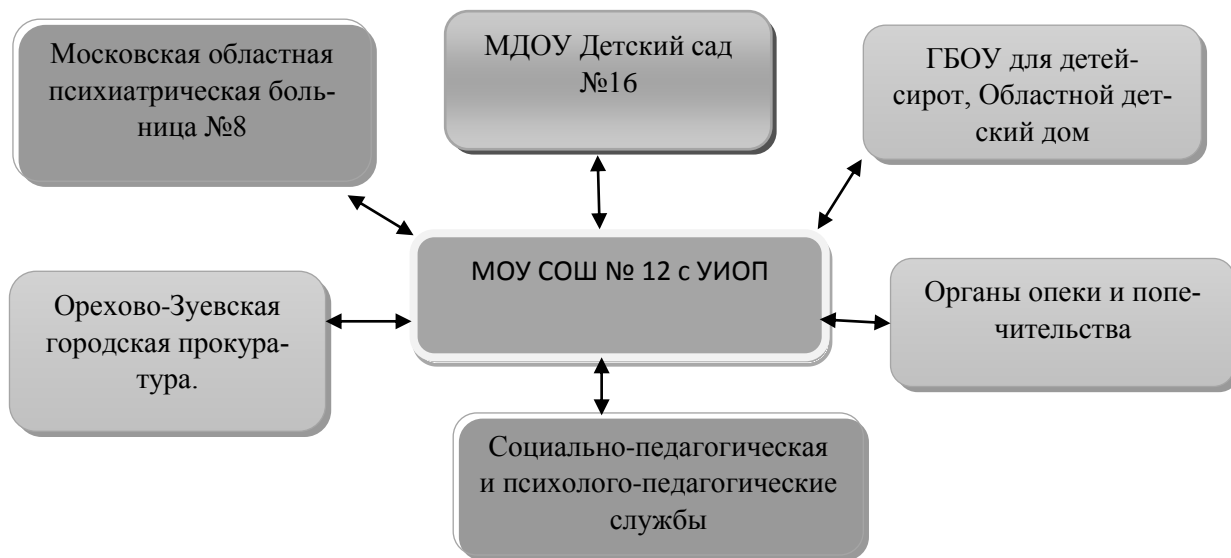 Московская областная
психиатрическая боль-
ница №8
МДОУ Детский сад
№16
ГБОУ для детей-
сирот, Областной дет-
ский дом
МОУ СОШ № 12 с УИОП
Орехово-Зуевская
городская прокура-
тура.
Органы опеки и попе-
чительства
Социально-педагогическая
и психолого-педагогические
службы